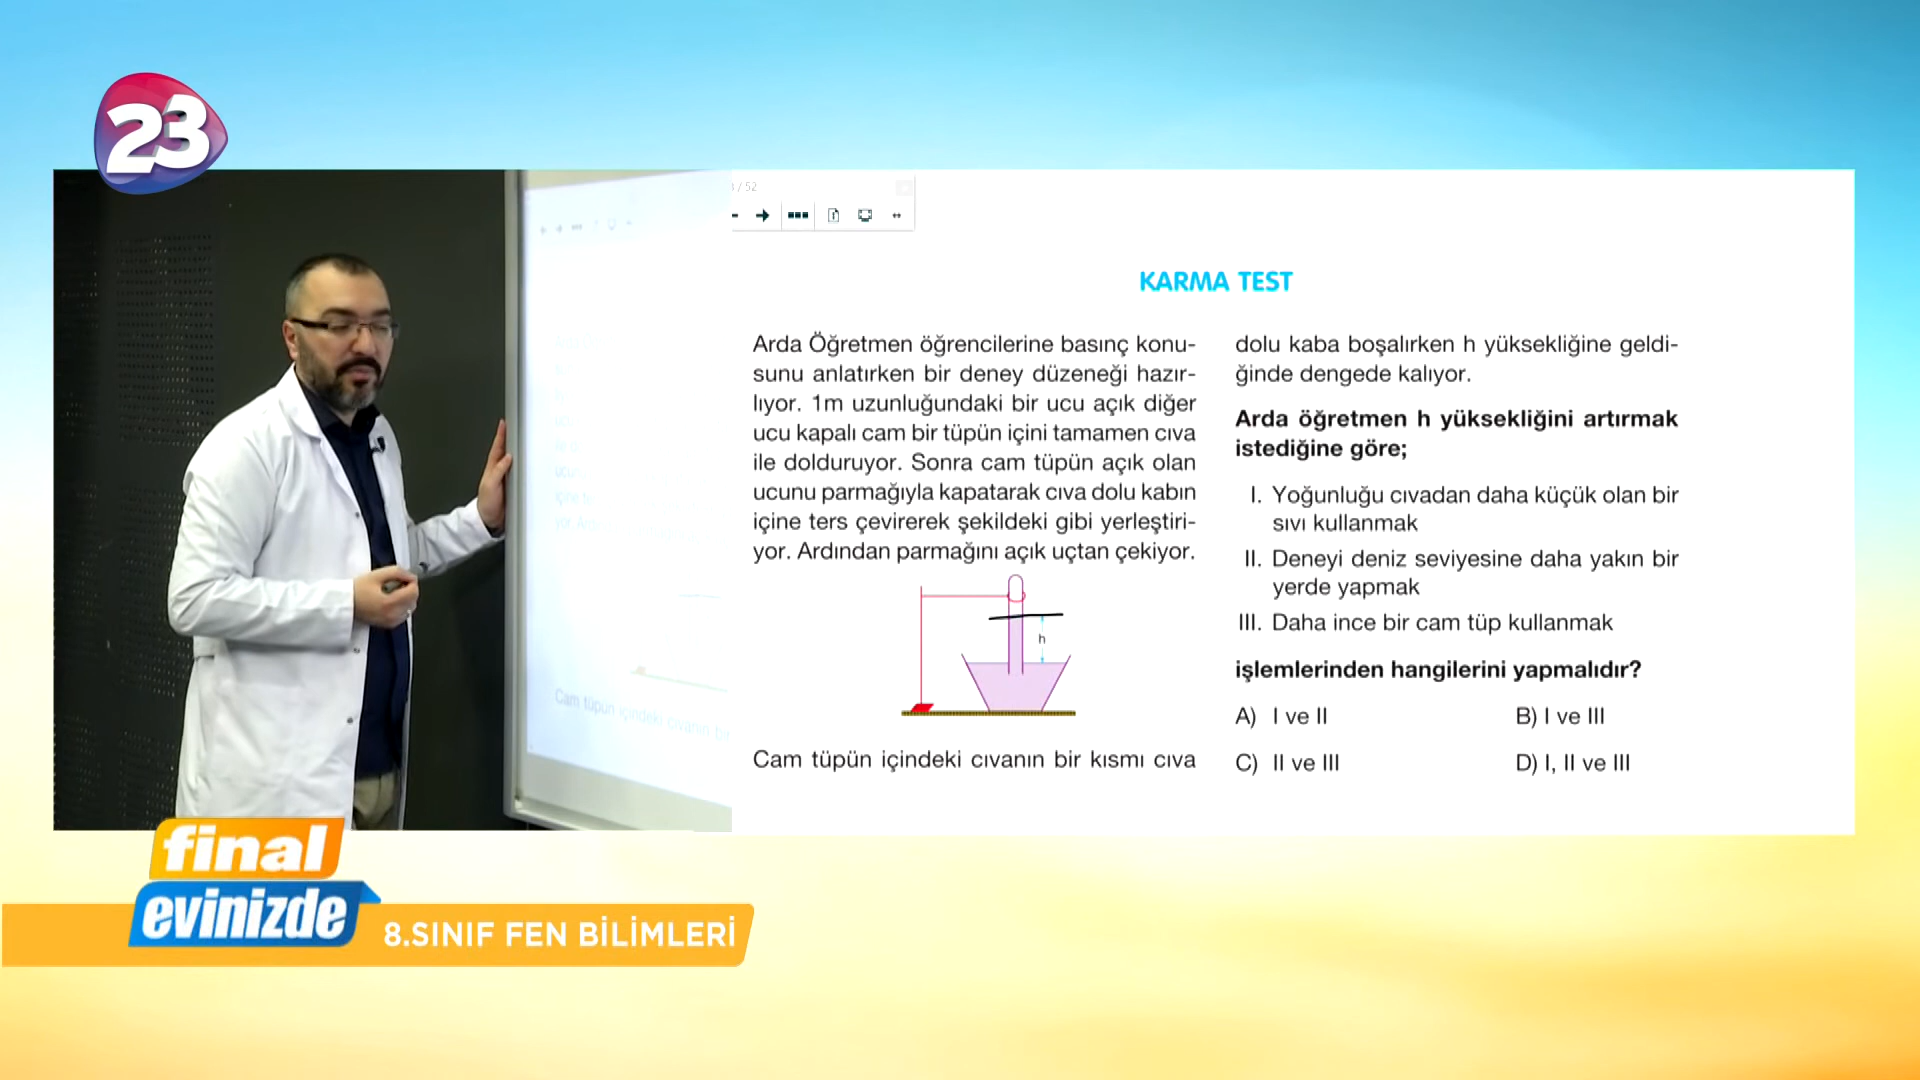 23
/ 52
KARMA TEST
Arda Öğretmen öğrencilerine basınç konu-
sunu anlatırken bir deney düzeneği hazır-
lıyor. 1m uzunluğundaki bir ucu açık diğer
ucu kapalı cam bir tüpün içini tamamen cıva
ile dolduruyor. Sonra cam tüpün açık olan
ucunu parmağıyla kapatarak cıva dolu kabın
içine ters çevirerek şekildeki gibi yerleştiri-
yor. Ardından parmağını açık uçtan çekiyor.
h
Cam tüpün içindeki cıvanın bir kısmı cıva
dolu kaba boşalırken h yüksekliğine geldi-
ğinde dengede kalıyor.
Arda öğretmen h yüksekliğini artırmak
istediğine göre;
I. Yoğunluğu cıvadan daha küçük olan bir
sıvı kullanmak
II. Deneyi deniz seviyesine daha yakın bir
yerde yapmak
III. Daha ince bir cam tüp kullanmak
işlemlerinden hangilerini yapmalıdır?
A) I ve II
B) I ve III
C) II ve III
D) I, II ve III
Cam tüpün içindeki cıvanın bir
final
evinizde
8.SINIF FEN BİLİMLERİ